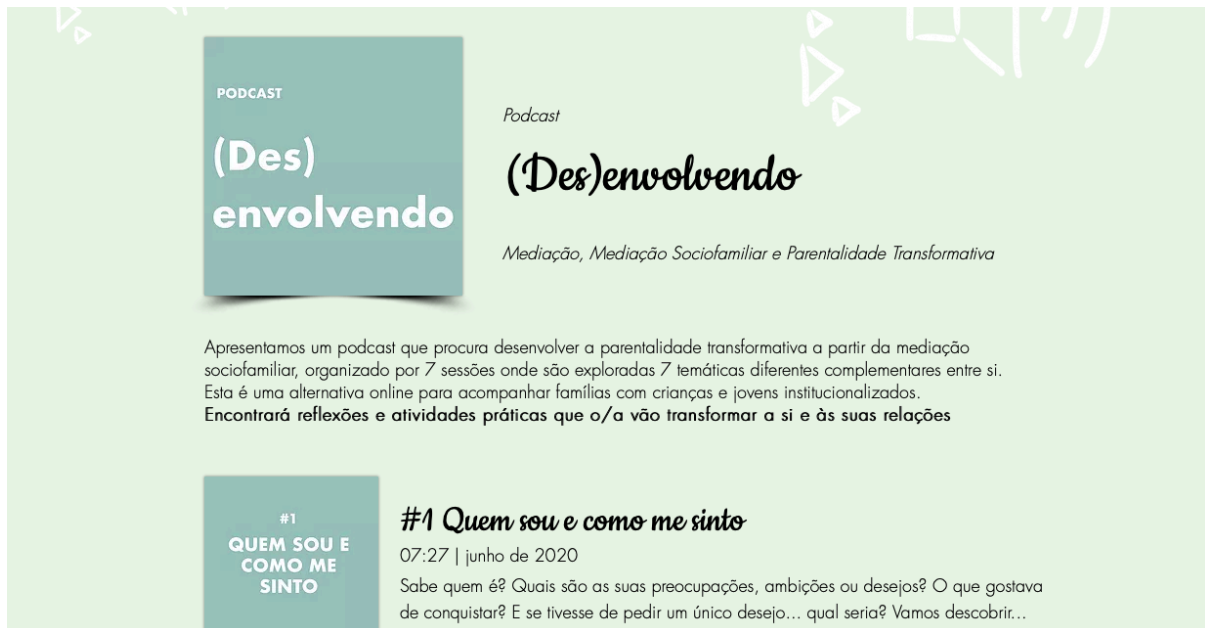 PODCAST
(Des)
envolvendo
Podcast
(Des)envolvendo
Mediação, Mediação Sociofamiliar e Parentalidade Transformativa
Apresentamos um podcast que procura desenvolver a parentalidade transformativa a partir da mediação
sociofamiliar, organizado por 7 sessões onde são exploradas 7 temáticas diferentes complementares entre si.
Esta é uma alternativa online para acompanhar famílias com crianças e jovens institucionalizados.
Encontrará reflexões e atividades práticas que o/a vão transformar a si e às suas relações
#1
QUEM SOU E
COMO ME
SINTO
#1 Quem sou e como me sinto
07:27 | junho de 2020
Sabe quem é? Quais são as suas preocupações, ambições ou desejos? O que gostava
de conquistar? E se tivesse de pedir um único desejo... qual seria? Vamos descobrir...